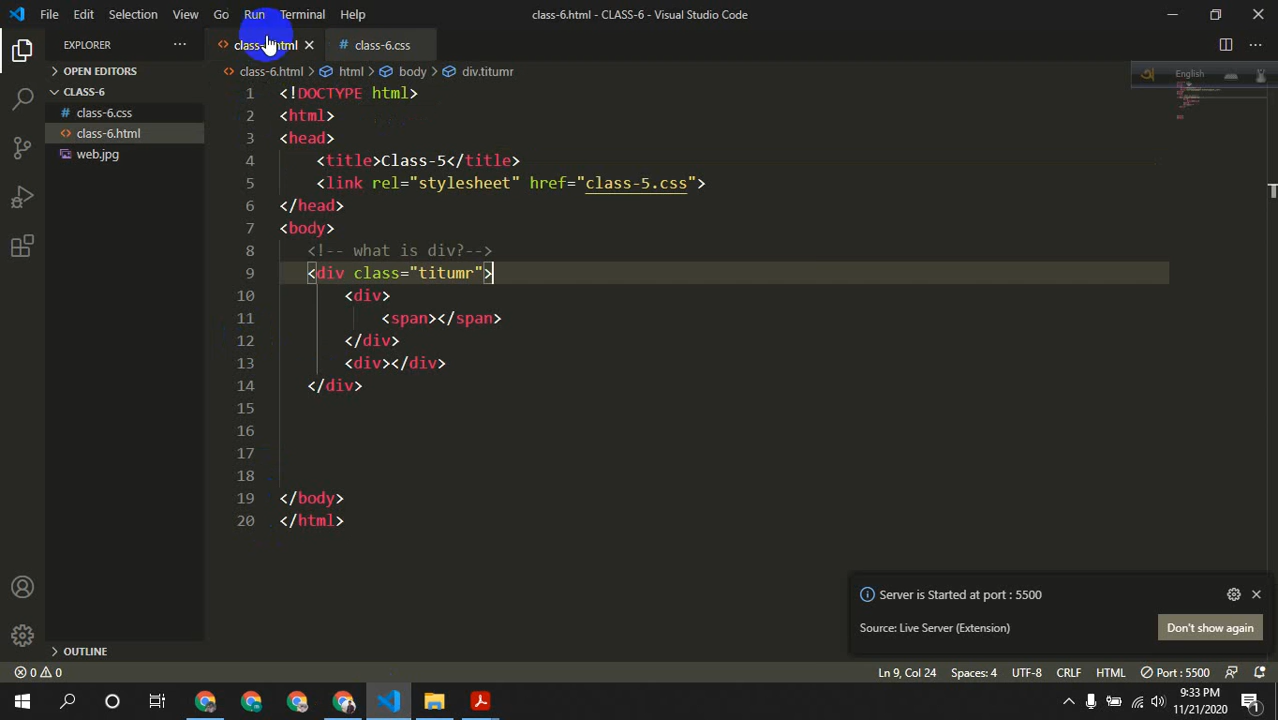 File Edit Selection View Go Run Terminal Help
class-6.html - CLASS-6 - Visual Studio Code
EXPLORER
# class-6.css
OPEN EDITORS
class-6.html > html > body > div.titumr
CLASS-6
English
# class-6.css
<> class-6.html
web.jpg
1 <!DOCTYPE html>
2 <html>
3 <head>
4 <title>Class-5</title>
5 <link rel="stylesheet" href="class-5.css">
6 </head>
7 <body>
8 <!-- what is div?-->
9 <div class="titumr">
10 <div>
11 <span></span>
12 </div>
13 <div></div>
14 </div>
15
16
17
18
19 </body>
20 </html>
Server is Started at port : 5500
Source: Live Server (Extension)
Don't show again
OUTLINE
0 0
Ln 9, Col 24 Spaces: 4 UTF-8 CRLF HTML Port : 5500
9:33 PM
11/21/2020
1